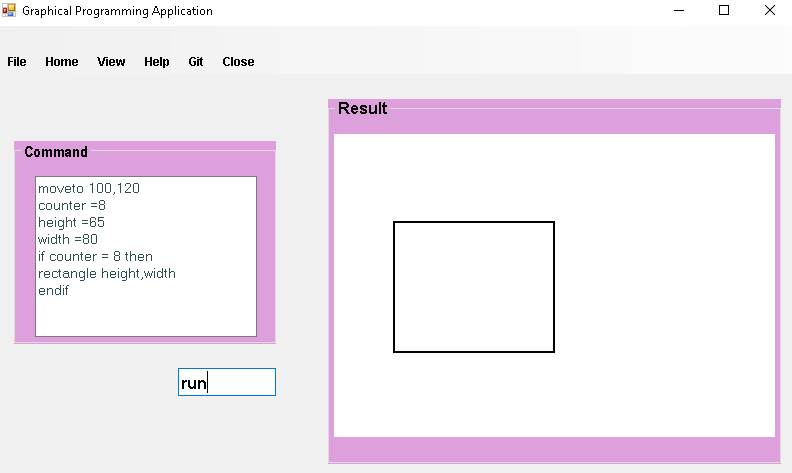 Graphical Programming Application
File Home View Help Git Close
Command
moveto 100,120
counter =8
height =65
width =80
if counter = 8 then
rectangle height,width
endif
run
Result